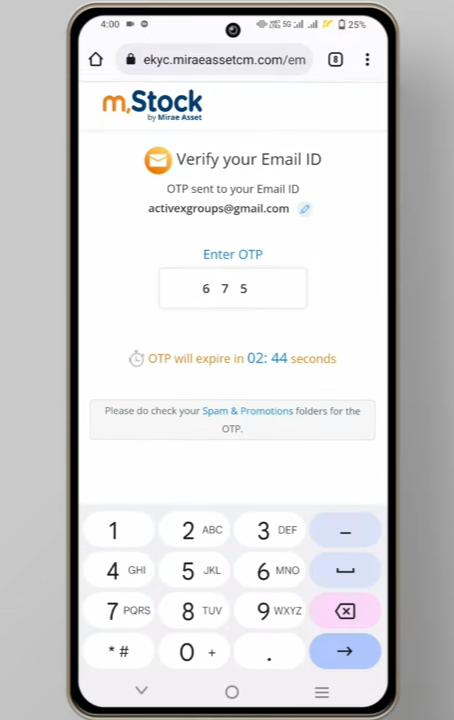 4:00
5G
25%
ekyc.miraeassetcm.com/em
8
m.Stock
by Mirae Asset
Verify your Email ID
OTP sent to your Email ID
activexgroups@gmail.com
Enter OTP
6 7 5
OTP will expire in 02: 44 seconds
Please do check your Spam & Promotions folders for the
OTP.
1 2 ABC 3 DEF –
4 GHI 5 JKL 6 MNO
7 PQRS 8 TUV 9 WXYZ
* # 0 + .